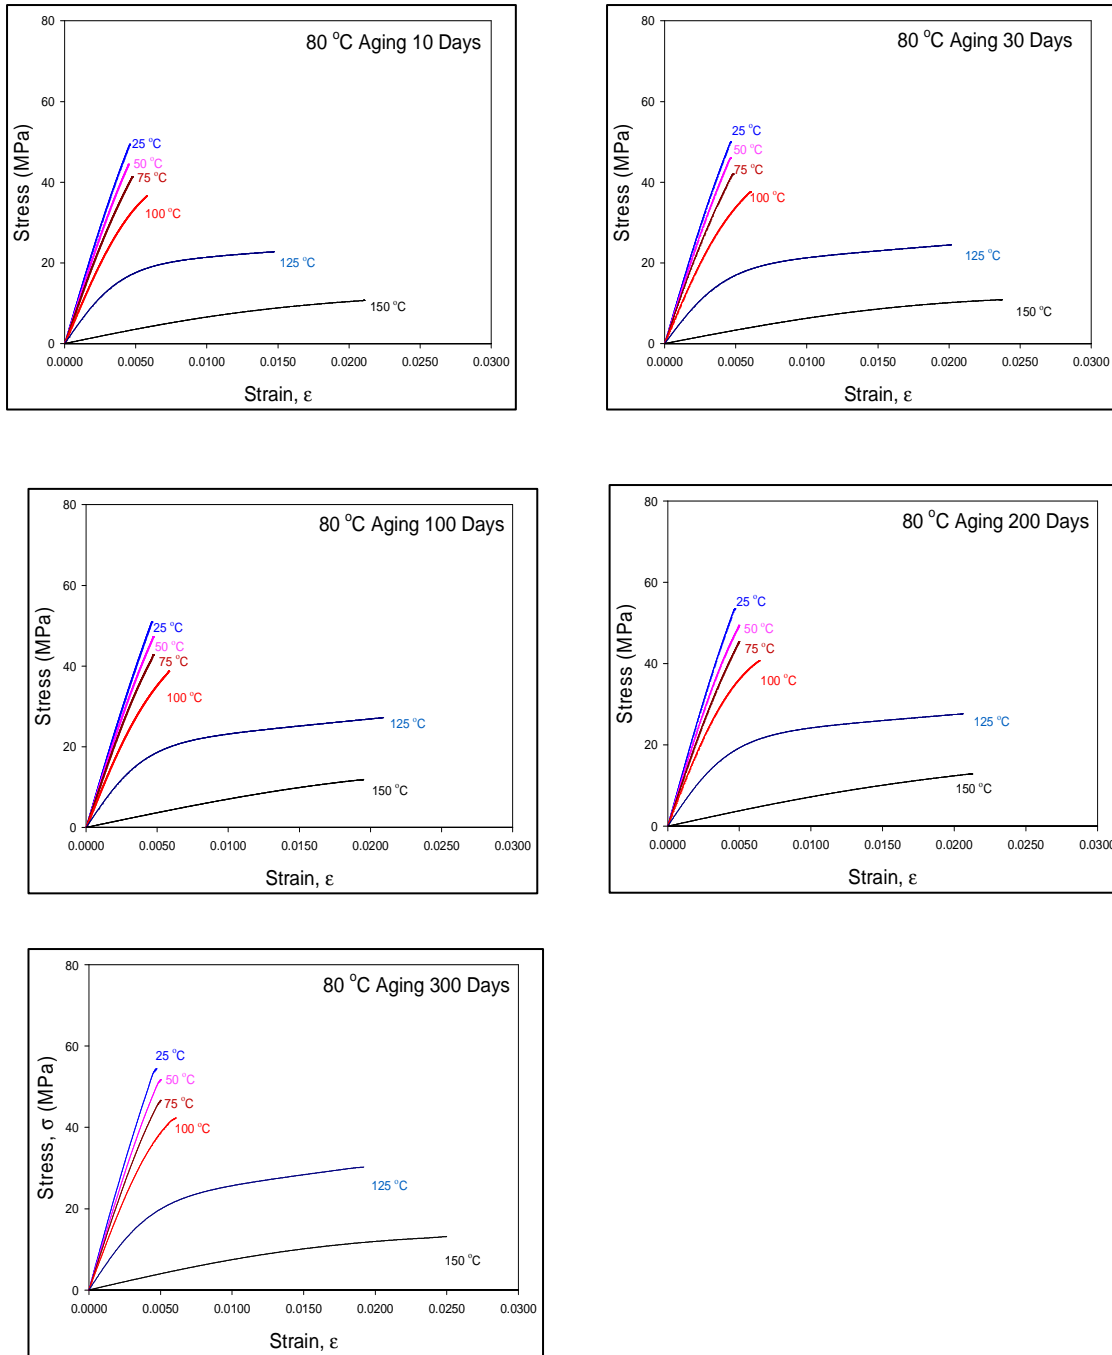 80 °C Aging 10 Days
Stress (MPa)
80
60
40
20
0
25 °C
50 °C
75 °C
100 °C
125 °C
150 °C
0.0000 0.0050 0.0100 0.0150 0.0200 0.0250 0.0300
Strain, ε
80 °C Aging 30 Days
Stress (MPa)
80
60
40
20
0
25 °C
50 °C
75 °C
100 °C
125 °C
150 °C
0.0000 0.0050 0.0100 0.0150 0.0200 0.0250 0.0300
Strain, ε
80 °C Aging 100 Days
Stress (MPa)
80
60
40
20
0
25 °C
50 °C
75 °C
100 °C
125 °C
150 °C
0.0000 0.0050 0.0100 0.0150 0.0200 0.0250 0.0300
Strain, ε
80 °C Aging 200 Days
Stress (MPa)
80
60
40
20
0
25 °C
50 °C
75 °C
100 °C
125 °C
150 °C
0.0000 0.0050 0.0100 0.0150 0.0200 0.0250 0.0300
Strain, ε
80 °C Aging 300 Days
Stress, σ (MPa)
80
60
40
20
0
25 °C
50 °C
75 °C
100 °C
125 °C
150 °C
0.0000 0.0050 0.0100 0.0150 0.0200 0.0250 0.0300
Strain, ε